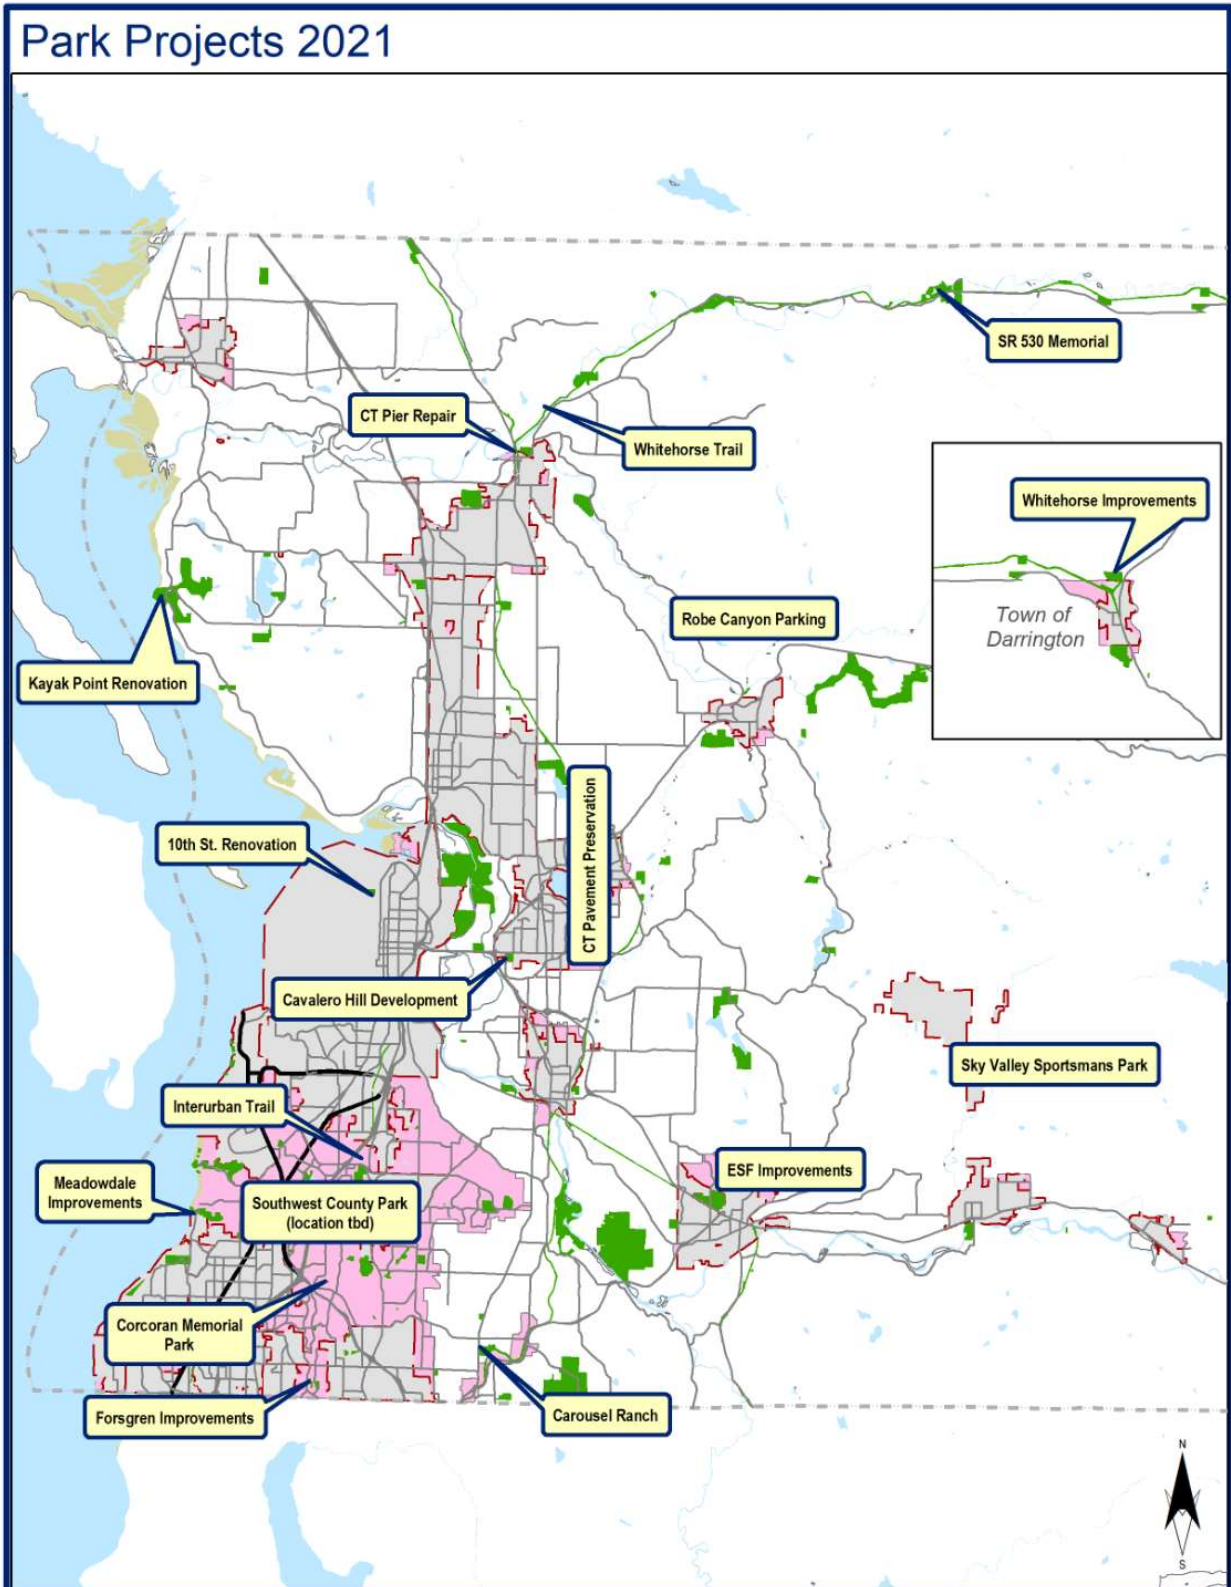 Park Projects 2021
SR 530 Memorial
CT Pier Repair
Whitehorse Trail
Whitehorse Improvements
Town of
Darrington
Robe Canyon Parking
Kayak Point Renovation
CT Pavement Preservation
10th St. Renovation
Cavalero Hill Development
Sky Valley Sportsmans Park
Interurban Trail
ESF Improvements
Meadowdale
Improvements
Southwest County Park
(location tbd)
Corcoran Memorial
Park
Forsgren Improvements
Carousel Ranch
N
S